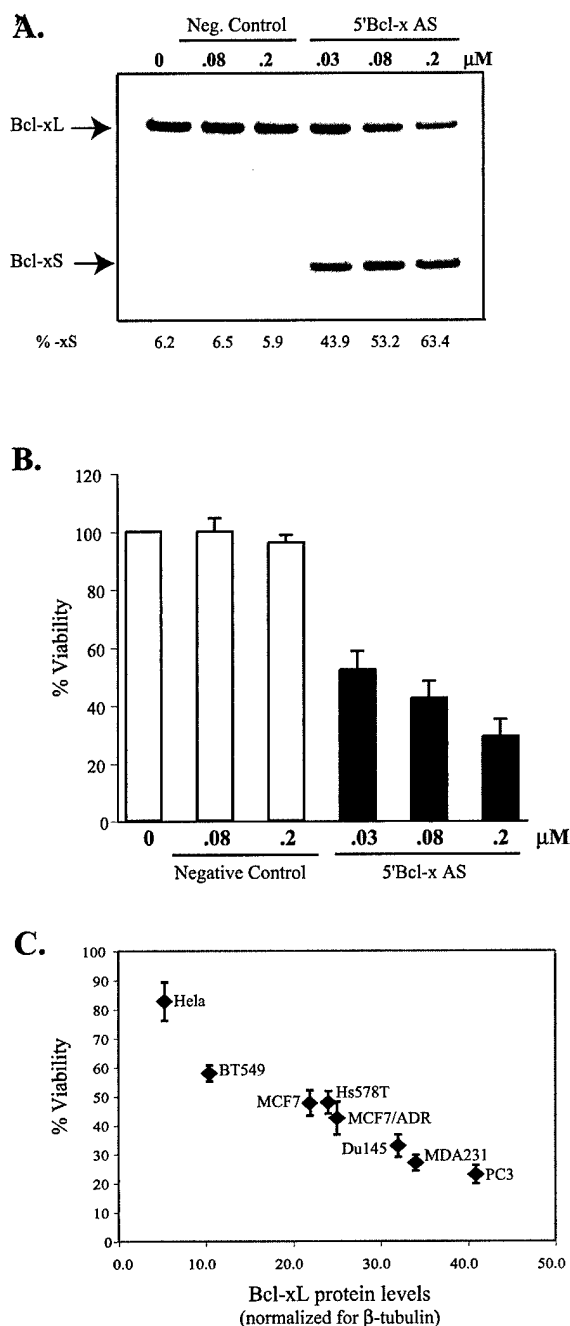 A.
Neg. Control 5'Bcl-x AS
0 .08 .2 .03 .08 .2 μM
Bcl-xL
Bcl-xS
% -xS 6.2 6.5 5.9 43.9 53.2 63.4
B.
120
100
80
60
40
20
0
% Viability
0 .08 .2 .03 .08 .2 μM
Negative Control 5'Bcl-x AS
C.
100
90
80
70
60
50
40
30
20
10
0
% Viability
Hela
BT549
MCF7
Hs578T
MCF7/ADR
Du145
MDA231
PC3
0.0 10.0 20.0 30.0 40.0 50.0
Bcl-xL protein levels
(normalized for β-tubulin)